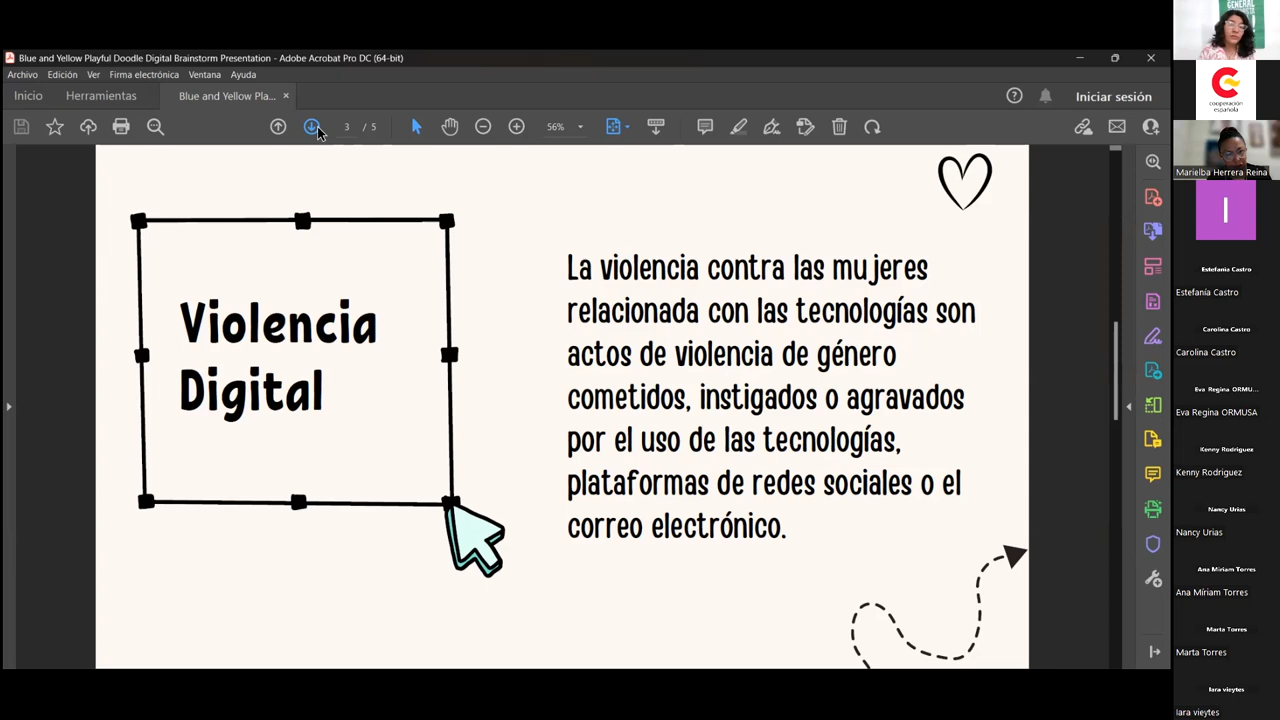 GENERAL
Blue and Yellow Playful Doodle Digital Brainstorm Presentation - Adobe Acrobat Pro DC (64-bit)
Archivo Edición Ver Firma electrónica Ventana Ayuda
Inicio Herramientas Blue and Yellow Pla... × Iniciar sesión
3 / 5 56%
Violencia
Digital
La violencia contra las mujeres
relacionada con las tecnologías son
actos de violencia de género
cometidos, instigados o agravados
por el uso de las tecnologías,
plataformas de redes sociales o el
correo electrónico.
cooperación
española
Marielba Herrera Reina
I
Estefanía Castro
Estefanía Castro
Carolina Castro
Carolina Castro
Eva Regina ORMU...
Eva Regina ORMUSA
Kenny Rodriguez
Kenny Rodriguez
Nancy Urias
Nancy Urias
Ana Miriam Torres
Ana Míriam Torres
Marta Torres
Marta Torres
Iara vieytes
Iara vieytes